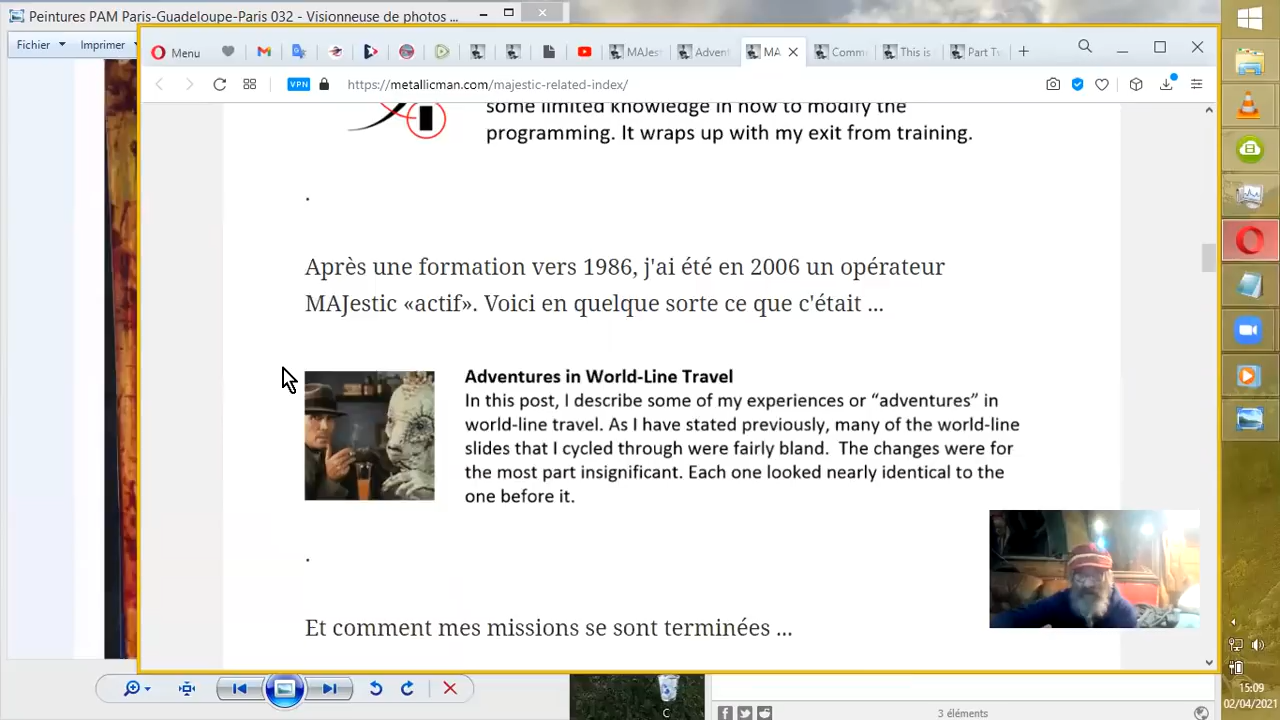 Peintures PAM Paris-Guadeloupe-Paris 032 - Visionneuse de photos ...
Fichier
Imprimer
Menu
MAJes
Advent
MA
Comm
This is
Part Tw
VPN
https://metallicman.com/majestic-related-index/
some limited knowledge in how to modify the
programming. It wraps up with my exit from training.
.
Après une formation vers 1986, j'ai été en 2006 un opérateur
MAJestic «actif». Voici en quelque sorte ce que c'était ...
Adventures in World-Line Travel
In this post, I describe some of my experiences or “adventures” in
world-line travel. As I have stated previously, many of the world-line
slides that I cycled through were fairly bland.  The changes were for
the most part insignificant. Each one looked nearly identical to the
one before it.
.
Et comment mes missions se sont terminées ...
C
3 éléments
15:09
02/04/2021